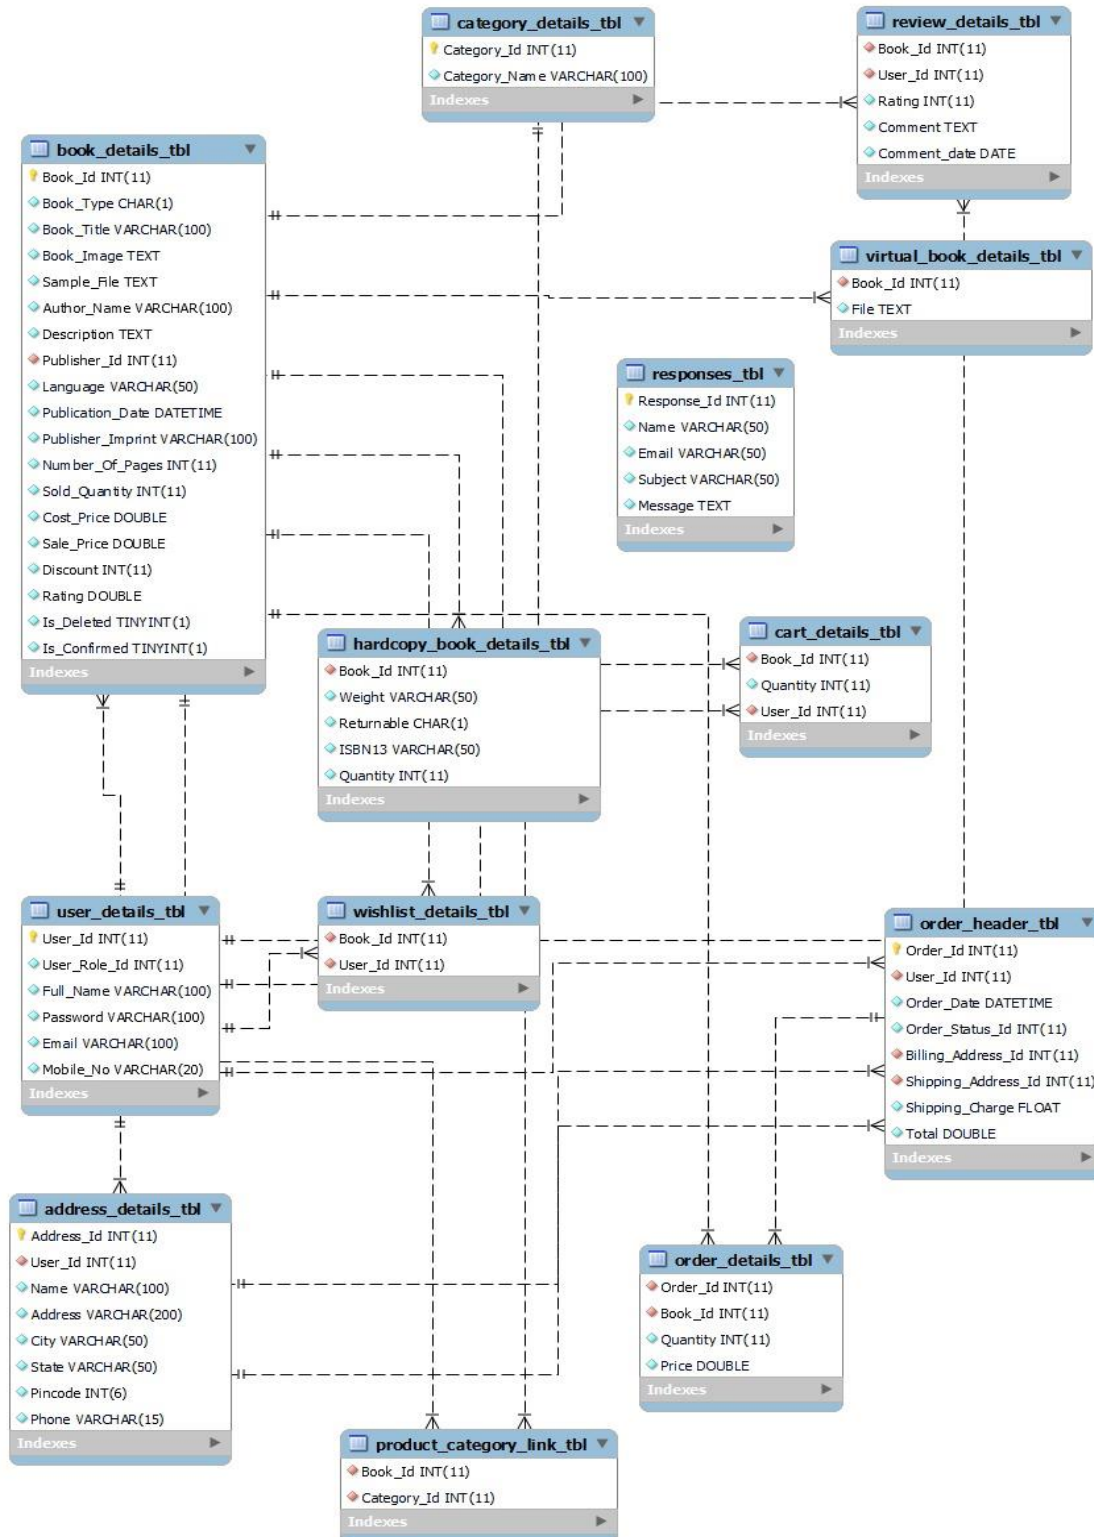 category_details_tbl
Category_Id INT(11)
Category_Name VARCHAR(100)
Indexes
review_details_tbl
Book_Id INT(11)
User_Id INT(11)
Rating INT(11)
Comment TEXT
Comment_date DATE
Indexes
book_details_tbl
Book_Id INT(11)
Book_Type CHAR(1)
Book_Title VARCHAR(100)
Book_Image TEXT
Sample_File TEXT
Author_Name VARCHAR(100)
Description TEXT
Publisher_Id INT(11)
Language VARCHAR(50)
Publication_Date DATETIME
Publisher_Imprint VARCHAR(100)
Number_Of_Pages INT(11)
Sold_Quantity INT(11)
Cost_Price DOUBLE
Sale_Price DOUBLE
Discount INT(11)
Rating DOUBLE
Is_Deleted TINYINT(1)
Is_Confirmed TINYINT(1)
Indexes
virtual_book_details_tbl
Book_Id INT(11)
File TEXT
Indexes
responses_tbl
Response_Id INT(11)
Name VARCHAR(50)
Email VARCHAR(50)
Subject VARCHAR(50)
Message TEXT
Indexes
hardcopy_book_details_tbl
Book_Id INT(11)
Weight VARCHAR(50)
Returnable CHAR(1)
ISBN13 VARCHAR(50)
Quantity INT(11)
Indexes
cart_details_tbl
Book_Id INT(11)
Quantity INT(11)
User_Id INT(11)
Indexes
user_details_tbl
User_Id INT(11)
User_Role_Id INT(11)
Full_Name VARCHAR(100)
Password VARCHAR(100)
Email VARCHAR(100)
Mobile_No VARCHAR(20)
Indexes
wishlist_details_tbl
Book_Id INT(11)
User_Id INT(11)
Indexes
order_header_tbl
Order_Id INT(11)
User_Id INT(11)
Order_Date DATETIME
Order_Status_Id INT(11)
Billing_Address_Id INT(11)
Shipping_Address_Id INT(11)
Shipping_Charge FLOAT
Total DOUBLE
Indexes
address_details_tbl
Address_Id INT(11)
User_Id INT(11)
Name VARCHAR(100)
Address VARCHAR(200)
City VARCHAR(50)
State VARCHAR(50)
Pincode INT(6)
Phone VARCHAR(15)
Indexes
order_details_tbl
Order_Id INT(11)
Book_Id INT(11)
Quantity INT(11)
Price DOUBLE
Indexes
product_category_link_tbl
Book_Id INT(11)
Category_Id INT(11)
Indexes